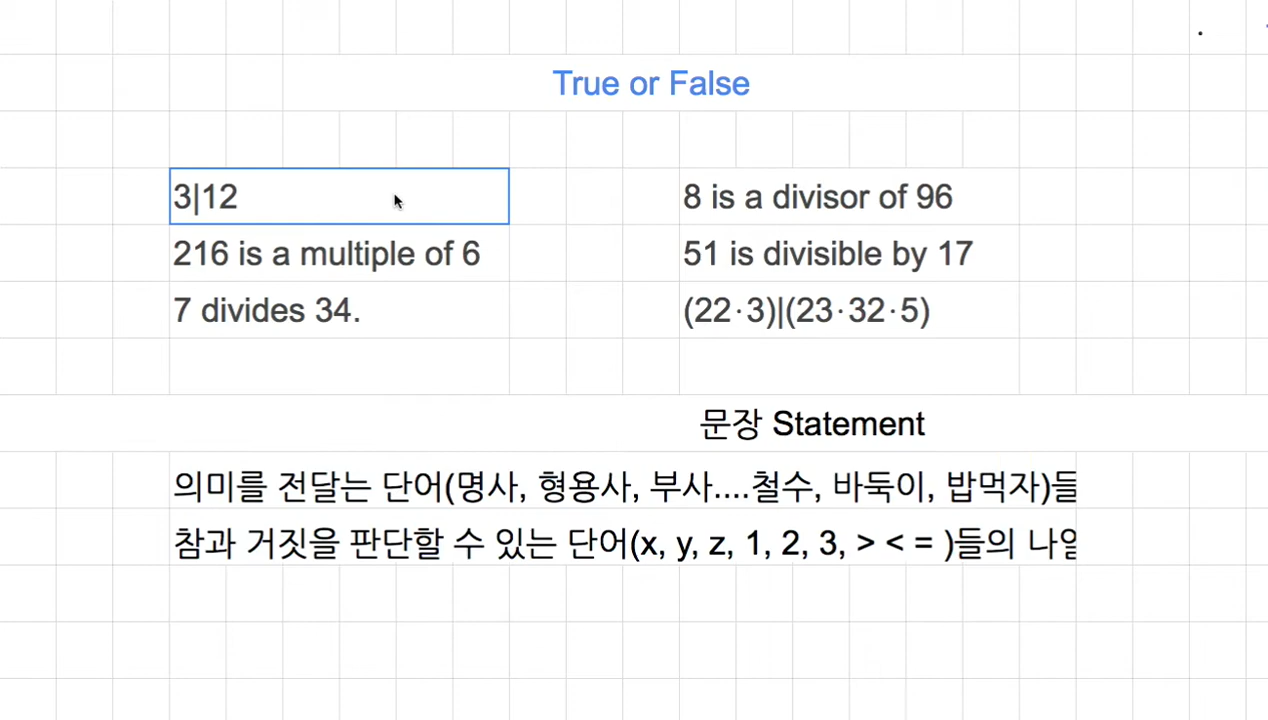 True or False
3|12
8 is a divisor of 96
216 is a multiple of 6
51 is divisible by 17
7 divides 34.
(22·3)|(23·32·5)
문장 Statement
의미를 전달는 단어(명사, 형용사, 부사....철수, 바둑이, 밥먹자)들
참과 거짓을 판단할 수 있는 단어(x, y, z, 1, 2, 3, > < = )들의